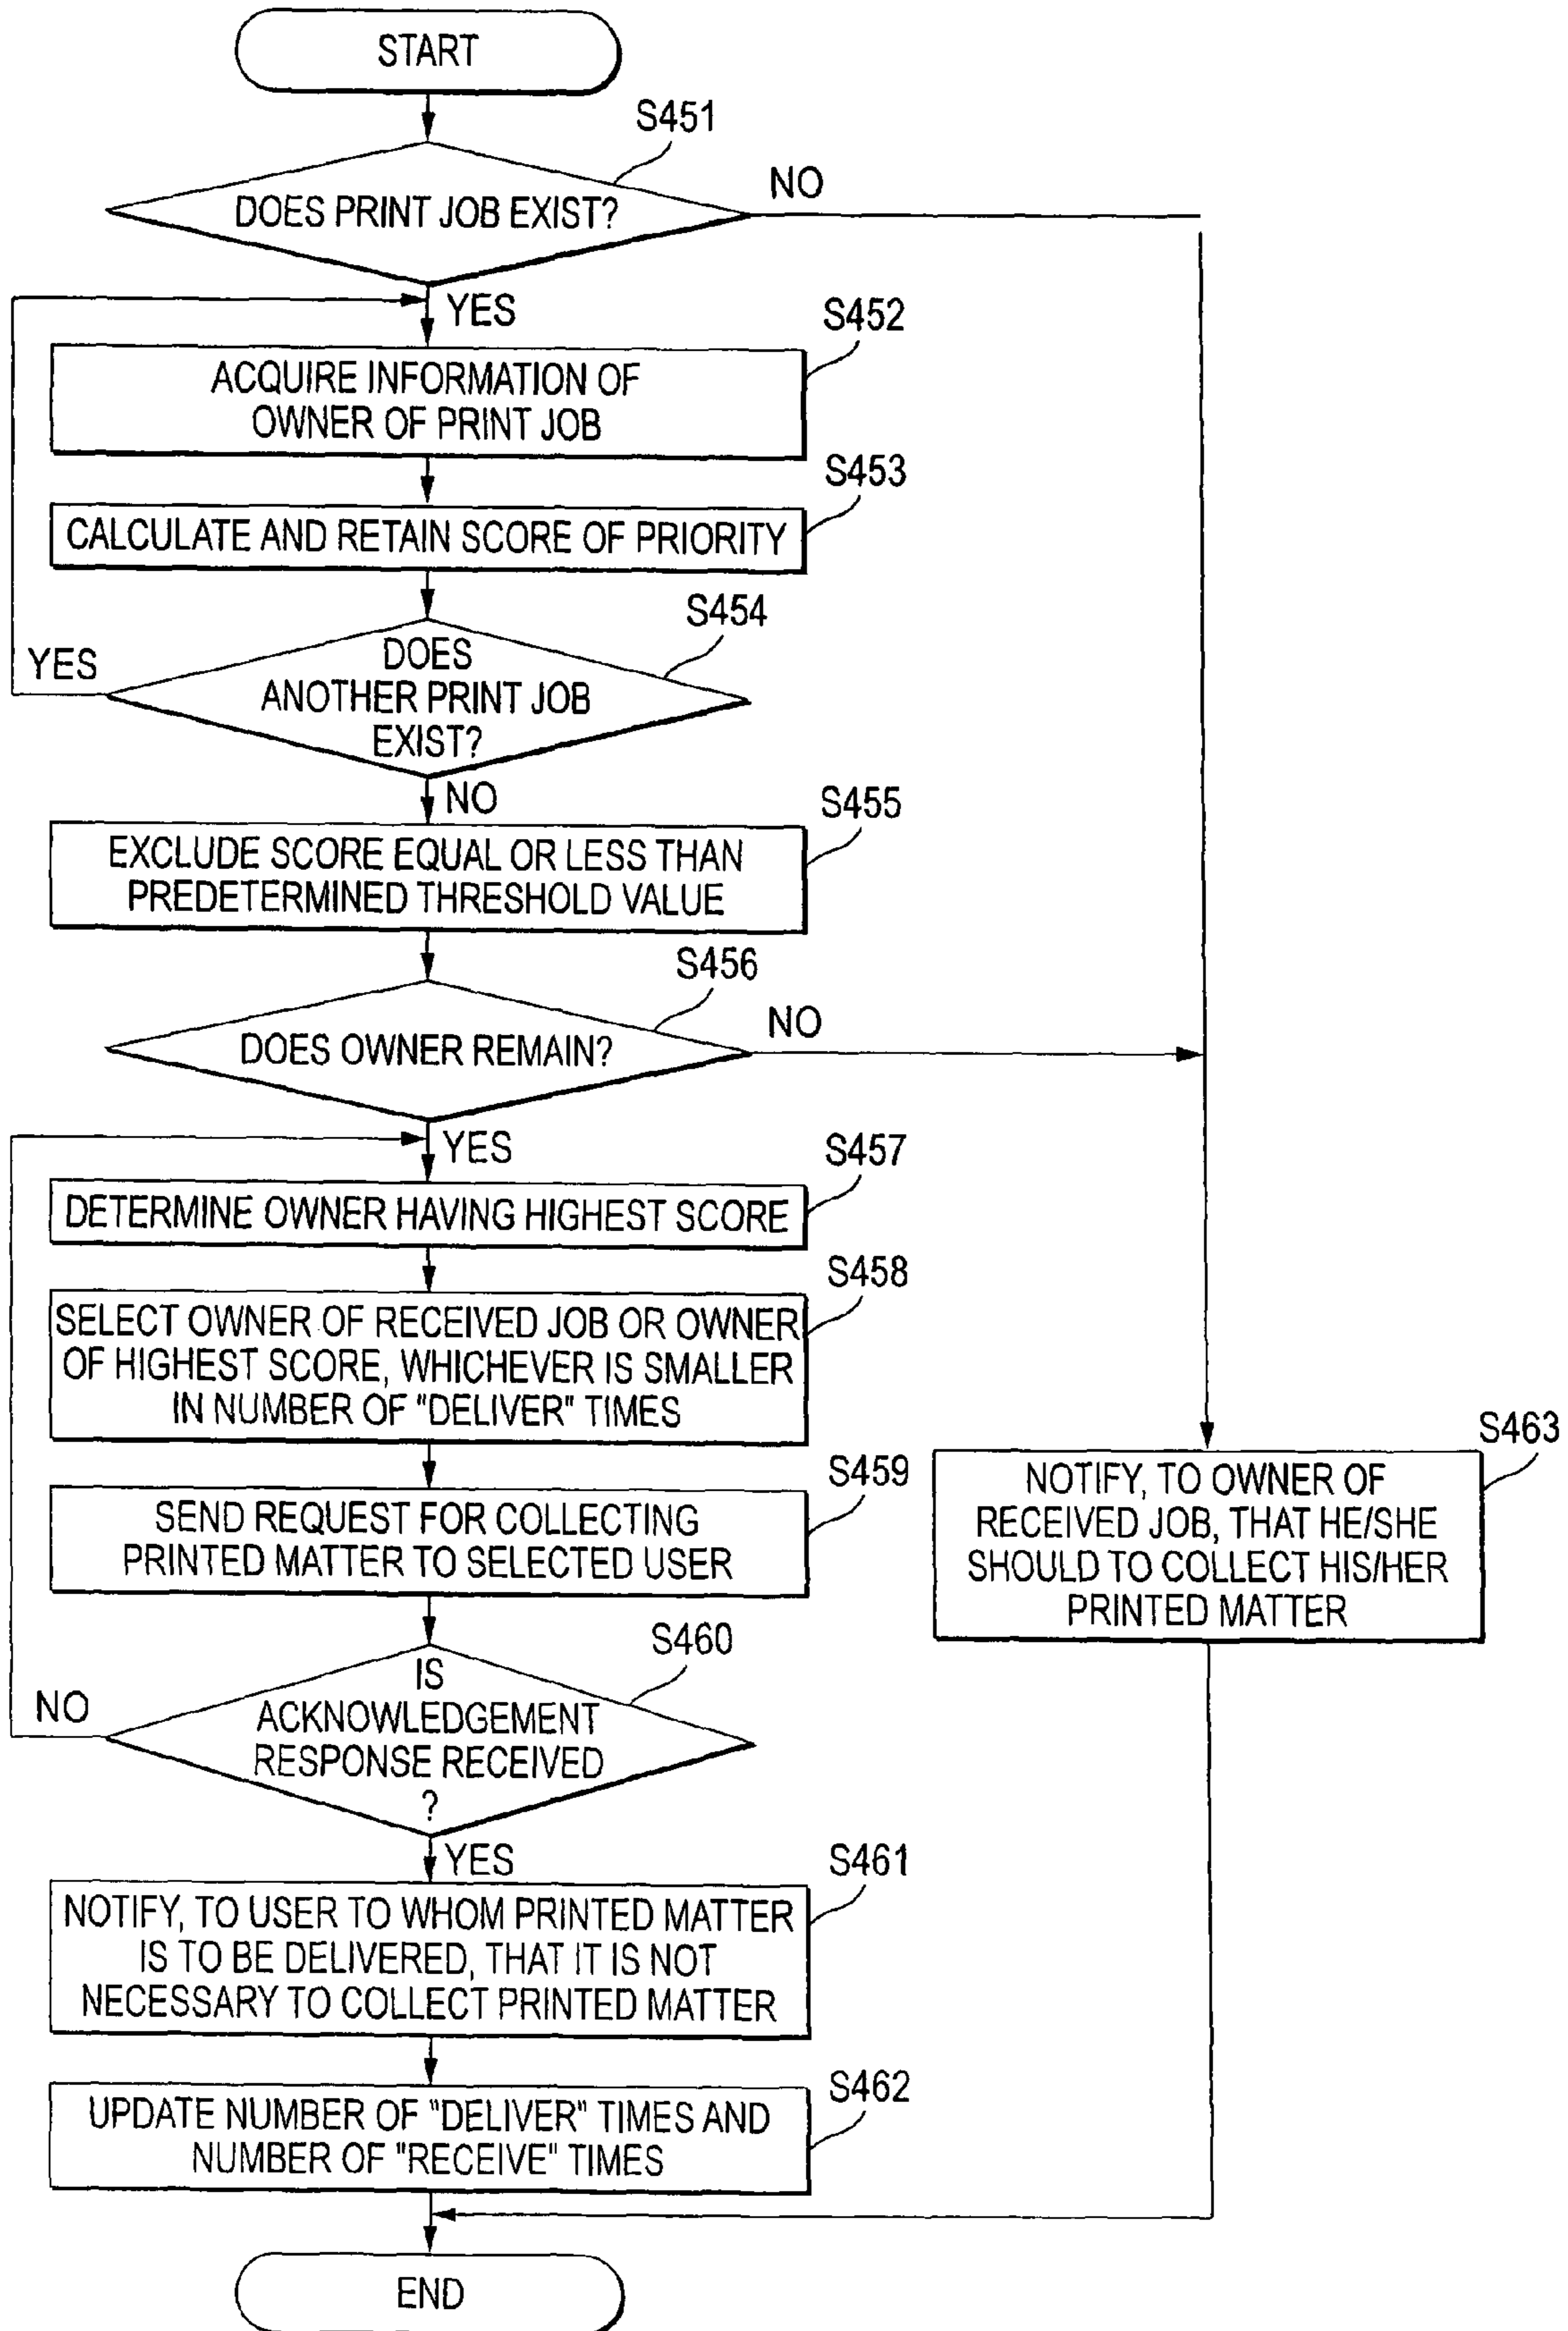 START
S451
DOES PRINT JOB EXIST?
NO
YES
S452
ACQUIRE INFORMATION OF
OWNER OF PRINT JOB
S453
CALCULATE AND RETAIN SCORE OF PRIORITY
S454
DOES
ANOTHER PRINT JOB
EXIST?
YES
NO
S455
EXCLUDE SCORE EQUAL OR LESS THAN
PREDETERMINED THRESHOLD VALUE
S456
DOES OWNER REMAIN?
NO
YES
S457
DETERMINE OWNER HAVING HIGHEST SCORE
S458
SELECT OWNER OF RECEIVED JOB OR OWNER
OF HIGHEST SCORE, WHICHEVER IS SMALLER
IN NUMBER OF "DELIVER" TIMES
S459
SEND REQUEST FOR COLLECTING
PRINTED MATTER TO SELECTED USER
S463
NOTIFY, TO OWNER OF
RECEIVED JOB, THAT HE/SHE
SHOULD TO COLLECT HIS/HER
PRINTED MATTER
S460
IS
ACKNOWLEDGEMENT
RESPONSE RECEIVED
?
NO
YES
S461
NOTIFY, TO USER TO WHOM PRINTED MATTER
IS TO BE DELIVERED, THAT IT IS NOT
NECESSARY TO COLLECT PRINTED MATTER
S462
UPDATE NUMBER OF "DELIVER" TIMES AND
NUMBER OF "RECEIVE" TIMES
END